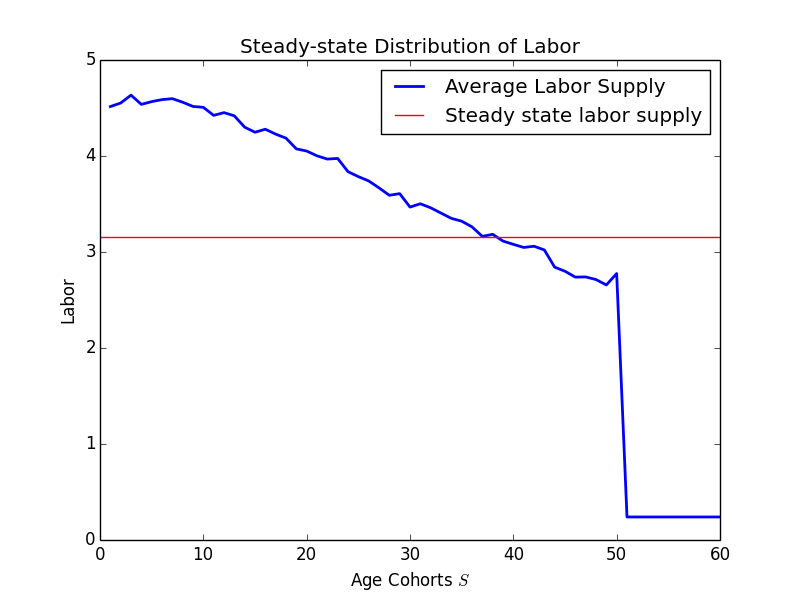 Steady-state Distribution of Labor
Average Labor Supply
Steady state labor supply
5
4
3
2
1
0
Labor
0 10 20 30 40 50 60
Age Cohorts S